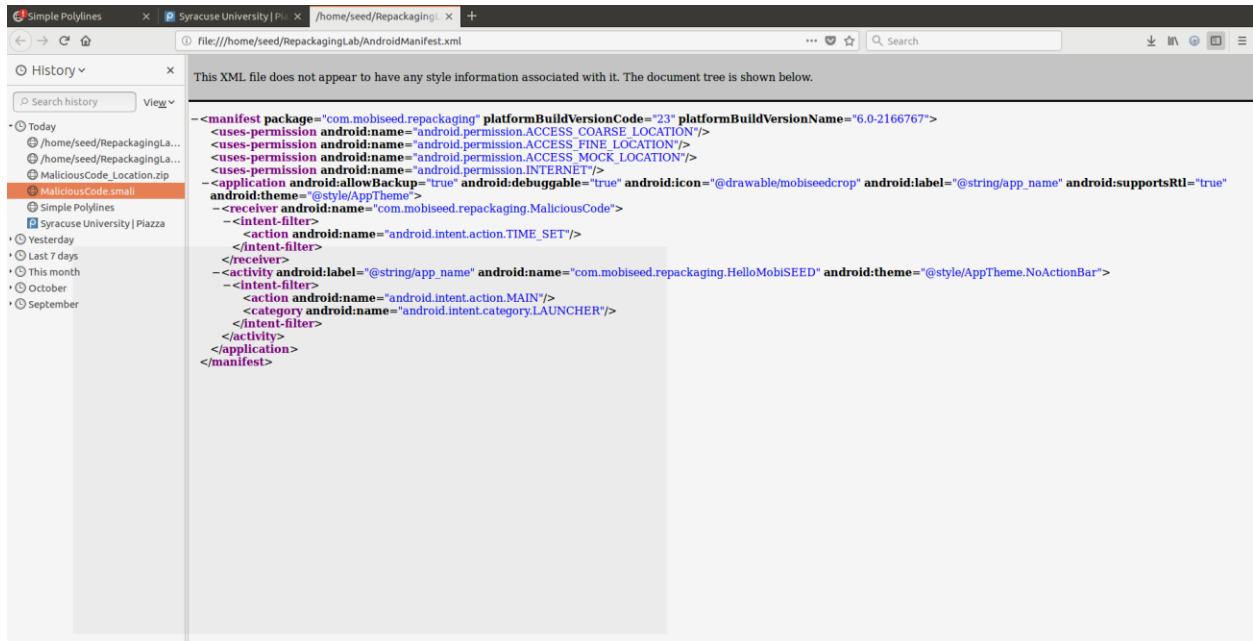 Simple Polylines
Syracuse University | Pia
/home/seed/RepackagingL
file:///home/seed/RepackagingLab/AndroidManifest.xml
Search
History
Search history
View
Today
/home/seed/RepackagingLa...
/home/seed/RepackagingLa...
MaliciousCode_Location.zip
MaliciousCode.smali
Simple Polylines
Syracuse University | Piazza
Yesterday
Last 7 days
This month
October
September
This XML file does not appear to have any style information associated with it. The document tree is shown below.
−<manifest package="com.mobiseed.repackaging" platformBuildVersionCode="23" platformBuildVersionName="6.0-2166767">
<uses-permission android:name="android.permission.ACCESS_COARSE_LOCATION"/>
<uses-permission android:name="android.permission.ACCESS_FINE_LOCATION"/>
<uses-permission android:name="android.permission.ACCESS_MOCK_LOCATION"/>
<uses-permission android:name="android.permission.INTERNET"/>
−<application android:allowBackup="true" android:debuggable="true" android:icon="@drawable/mobiseedcrop" android:label="@string/app_name" android:supportsRtl="true"
android:theme="@style/AppTheme">
−<receiver android:name="com.mobiseed.repackaging.MaliciousCode">
−<intent-filter>
<action android:name="android.intent.action.TIME_SET"/>
</intent-filter>
</receiver>
−<activity android:label="@string/app_name" android:name="com.mobiseed.repackaging.HelloMobiSEED" android:theme="@style/AppTheme.NoActionBar">
−<intent-filter>
<action android:name="android.intent.action.MAIN"/>
<category android:name="android.intent.category.LAUNCHER"/>
</intent-filter>
</activity>
</application>
</manifest>